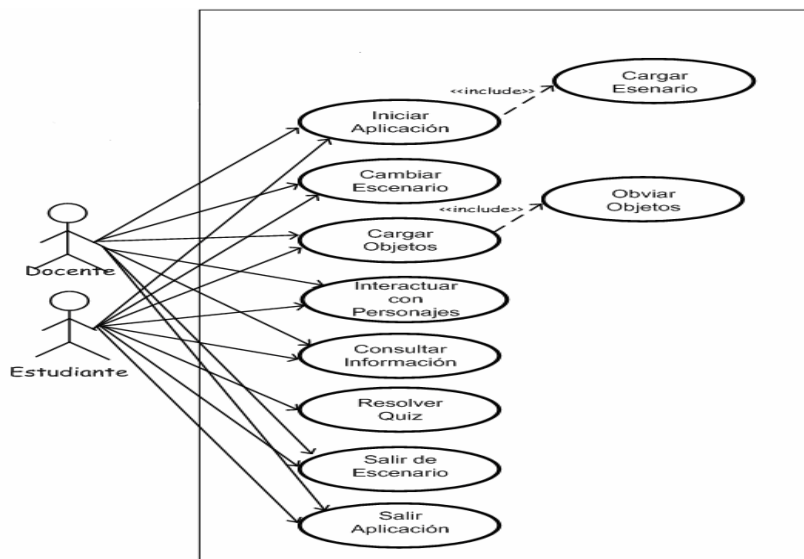 Cargar
Esenario
<<include>>
Iniciar
Aplicación
Cambiar
Escenario
Obviar
Objetos
<<include>>
Cargar
Objetos
Docente
Interactuar
con
Personajes
Estudiante
Consultar
Información
Resolver
Quiz
Salir de
Escenario
Salir
Aplicación